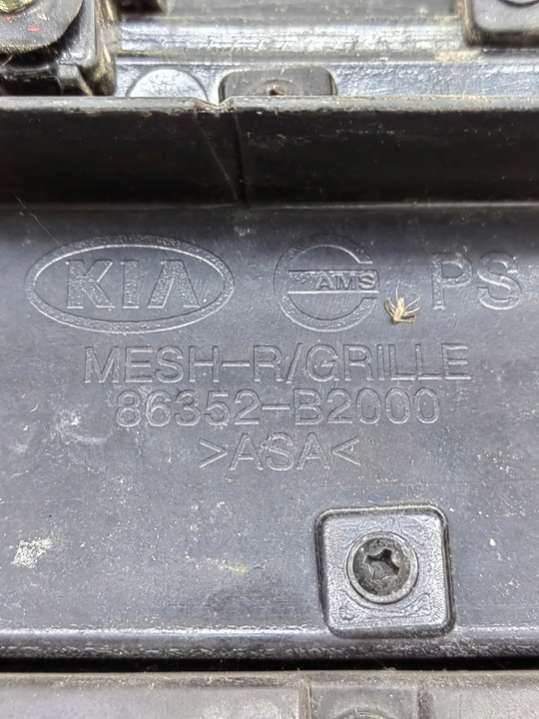 KIA AMS PS
MESH-R/GRILLE
86352-B2000
>ASA<